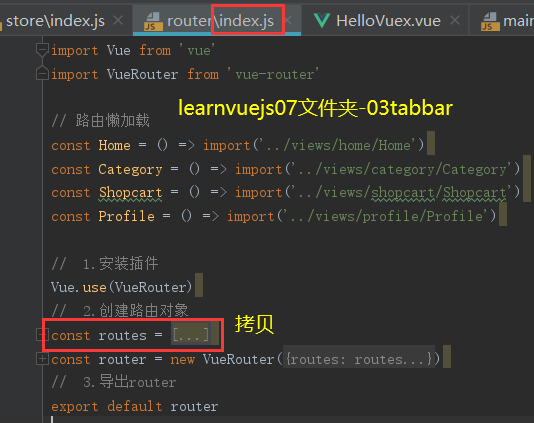 store\index.js × router\index.js × HelloVuex.vue × main
import Vue from 'vue'
import VueRouter from 'vue-router'
learnvuejs07文件夹-03tabbar
// 路由懒加载
const Home = () => import('../views/home/Home')
const Category = () => import('../views/category/Category')
const Shopcart = () => import('../views/shopcart/Shopcart')
const Profile = () => import('../views/profile/Profile')
// 1.安装插件
Vue.use(VueRouter)
// 2.创建路由对象
const routes = [...]
拷贝
const router = new VueRouter({routes: routes...})
// 3.导出router
export default router